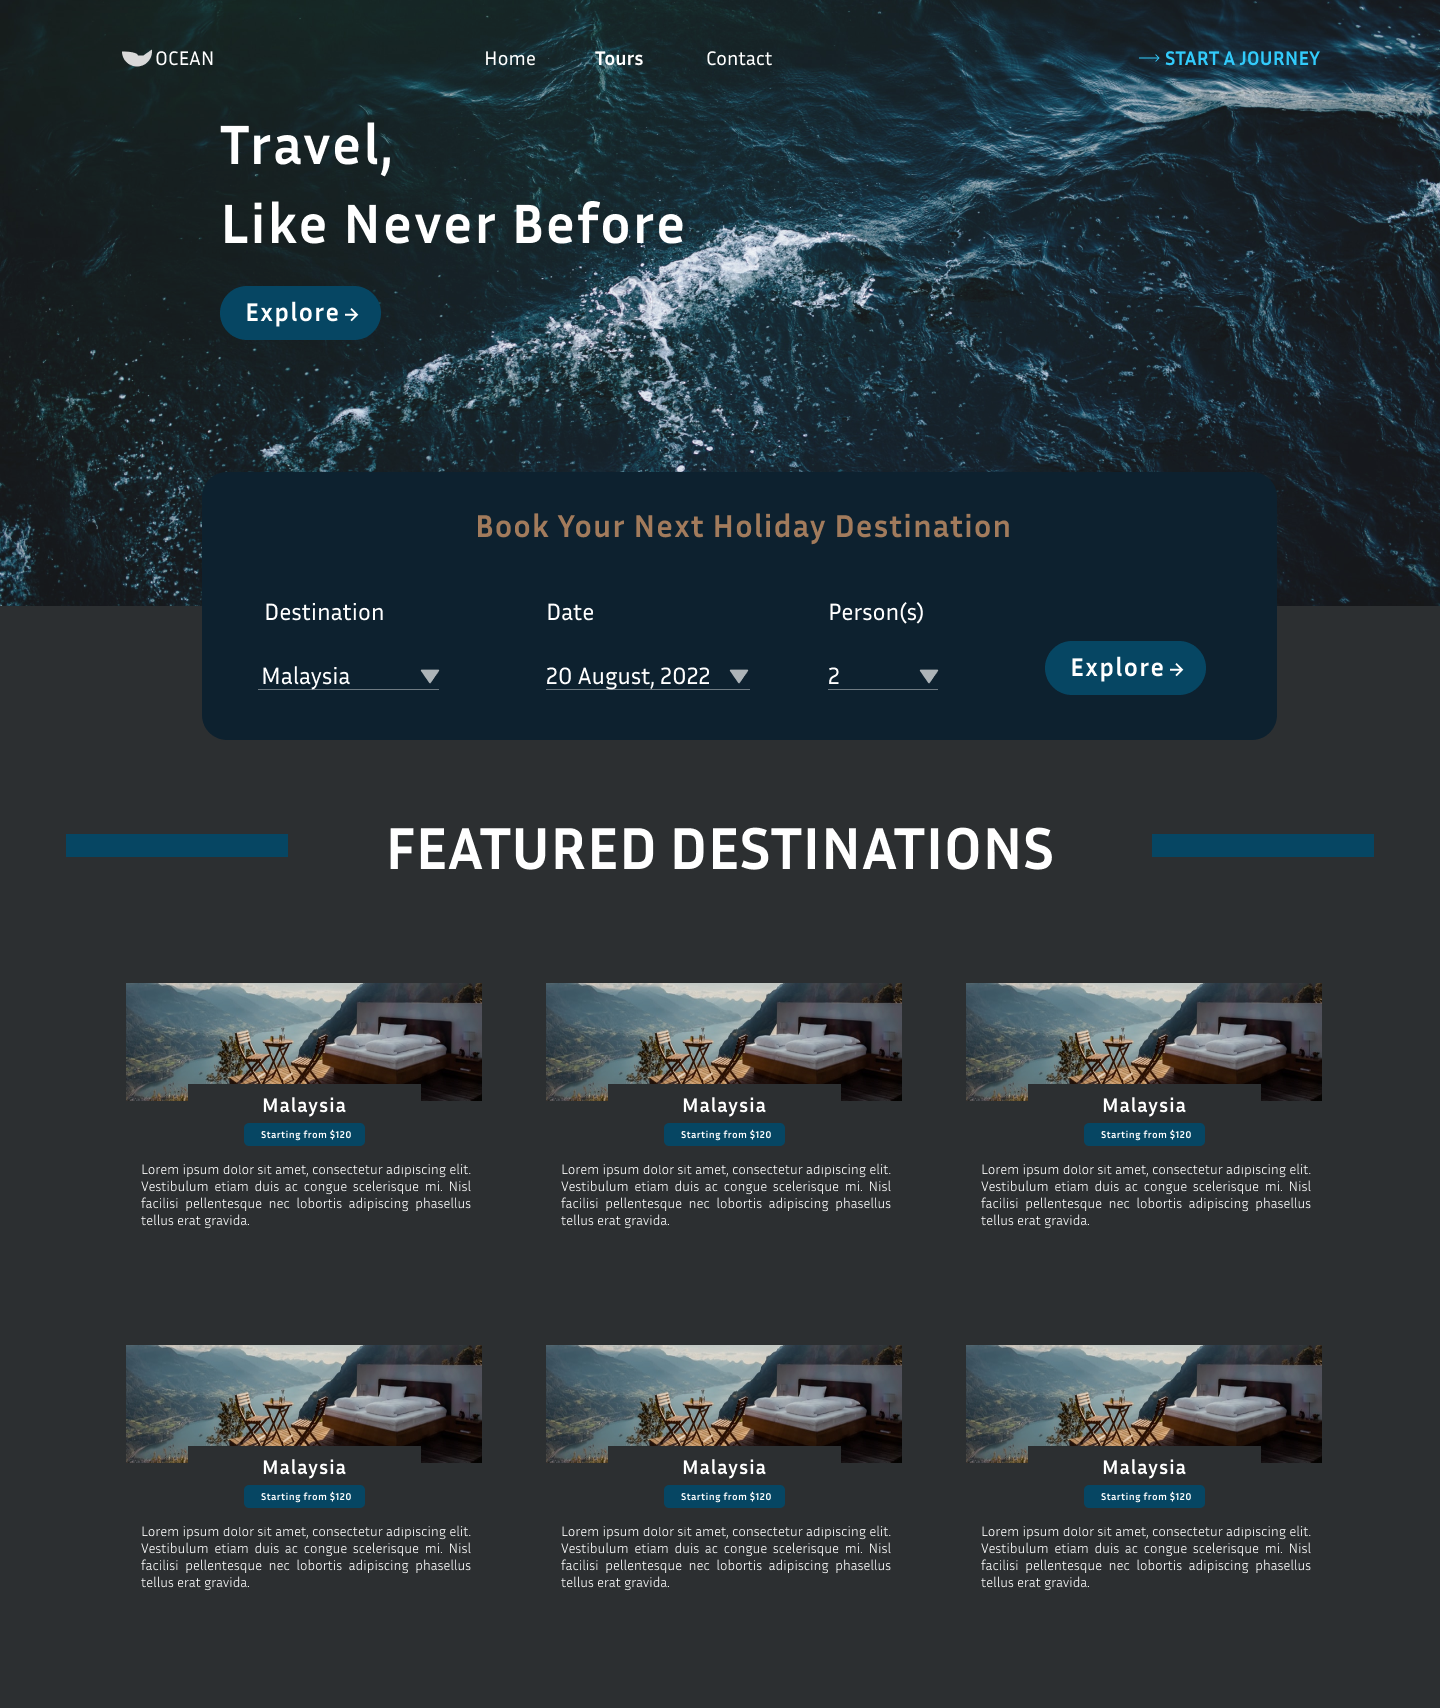 OCEAN Home Tours Contact → START A JOURNEY
Travel,
Like Never Before
Explore →
Book Your Next Holiday Destination
Destination Date Person(s)
Malaysia 20 August, 2022 2 Explore →
FEATURED DESTINATIONS
Malaysia
Starting from $120
Lorem ipsum dolor sit amet, consectetur adipiscing elit.
Vestibulum etiam duis ac congue scelerisque mi. Nisl
facilisi pellentesque nec lobortis adipiscing phasellus
tellus erat gravida.
Malaysia
Starting from $120
Lorem ipsum dolor sit amet, consectetur adipiscing elit.
Vestibulum etiam duis ac congue scelerisque mi. Nisl
facilisi pellentesque nec lobortis adipiscing phasellus
tellus erat gravida.
Malaysia
Starting from $120
Lorem ipsum dolor sit amet, consectetur adipiscing elit.
Vestibulum etiam duis ac congue scelerisque mi. Nisl
facilisi pellentesque nec lobortis adipiscing phasellus
tellus erat gravida.
Malaysia
Starting from $120
Lorem ipsum dolor sit amet, consectetur adipiscing elit.
Vestibulum etiam duis ac congue scelerisque mi. Nisl
facilisi pellentesque nec lobortis adipiscing phasellus
tellus erat gravida.
Malaysia
Starting from $120
Lorem ipsum dolor sit amet, consectetur adipiscing elit.
Vestibulum etiam duis ac congue scelerisque mi. Nisl
facilisi pellentesque nec lobortis adipiscing phasellus
tellus erat gravida.
Malaysia
Starting from $120
Lorem ipsum dolor sit amet, consectetur adipiscing elit.
Vestibulum etiam duis ac congue scelerisque mi. Nisl
facilisi pellentesque nec lobortis adipiscing phasellus
tellus erat gravida.